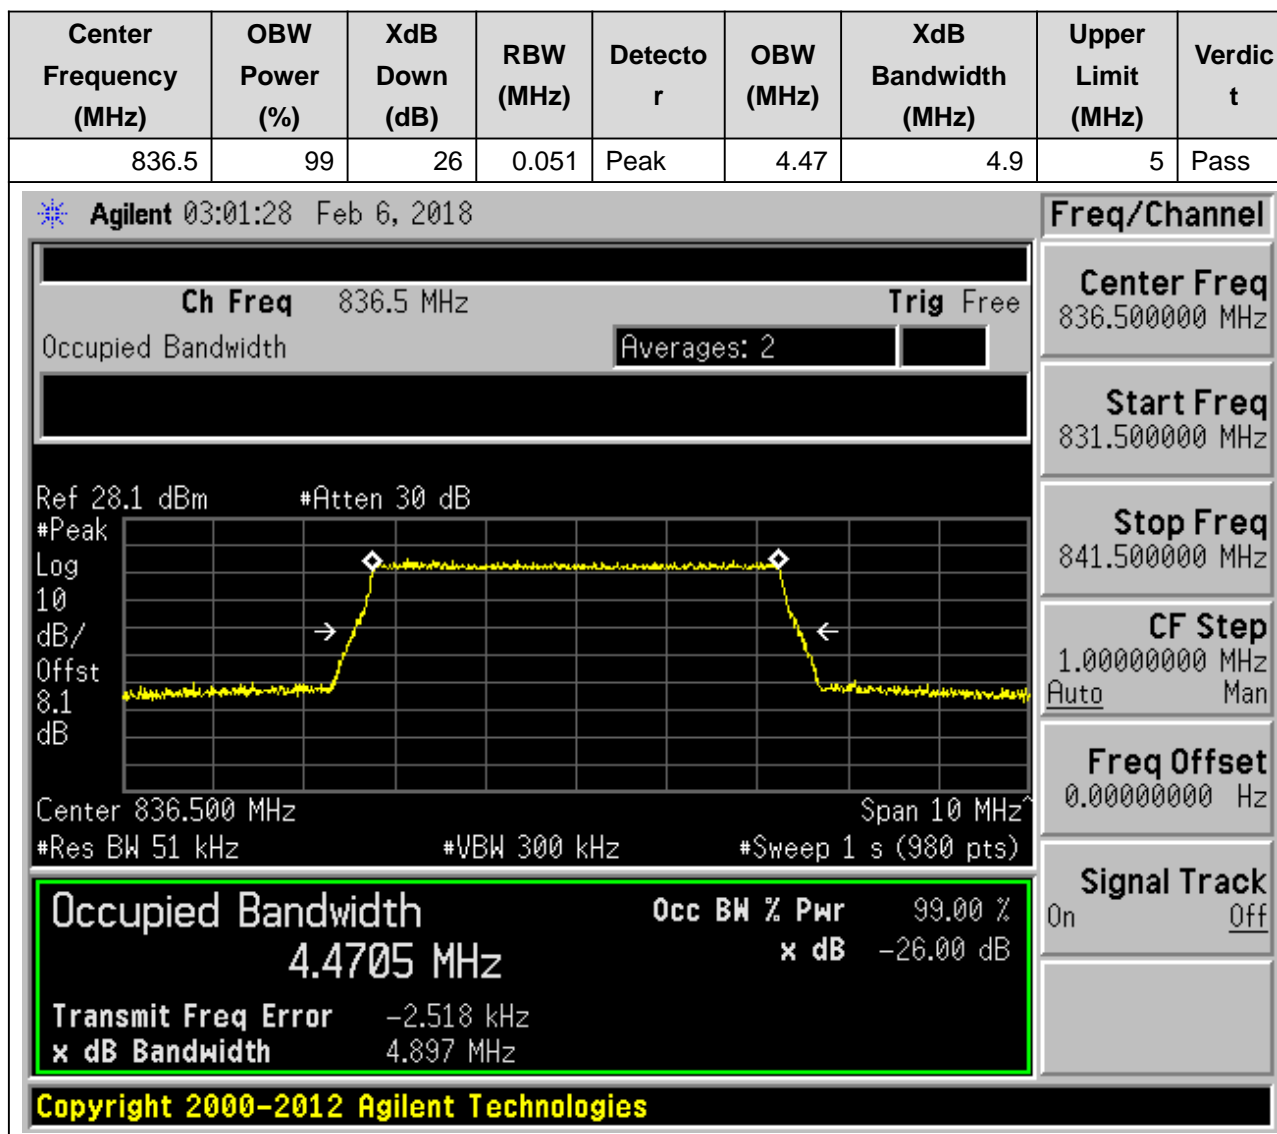 Center Frequency (MHz) OBW Power (%) XdB Down (dB) RBW (MHz) Detecto r OBW (MHz) XdB Bandwidth (MHz) Upper Limit (MHz) Verdic t
836.5 99 26 0.051 Peak 4.47 4.9 5 Pass
Agilent 03:01:28 Feb 6, 2018
Ch Freq 836.5 MHz Trig Free
Occupied Bandwidth Averages: 2
Ref 28.1 dBm #Atten 30 dB
#Peak
Log
10
dB/
Offst
8.1
dB
Center 836.500 MHz Span 10 MHz^
#Res BW 51 kHz #VBW 300 kHz #Sweep 1 s (980 pts)
Occupied Bandwidth Occ BW % Pwr 99.00 %
4.4705 MHz x dB -26.00 dB
Transmit Freq Error -2.518 kHz
x dB Bandwidth 4.897 MHz
Copyright 2000-2012 Agilent Technologies
Freq/Channel
Center Freq
836.500000 MHz
Start Freq
831.500000 MHz
Stop Freq
841.500000 MHz
CF Step
1.00000000 MHz
Auto Man
Freq Offset
0.00000000 Hz
Signal Track
On Off